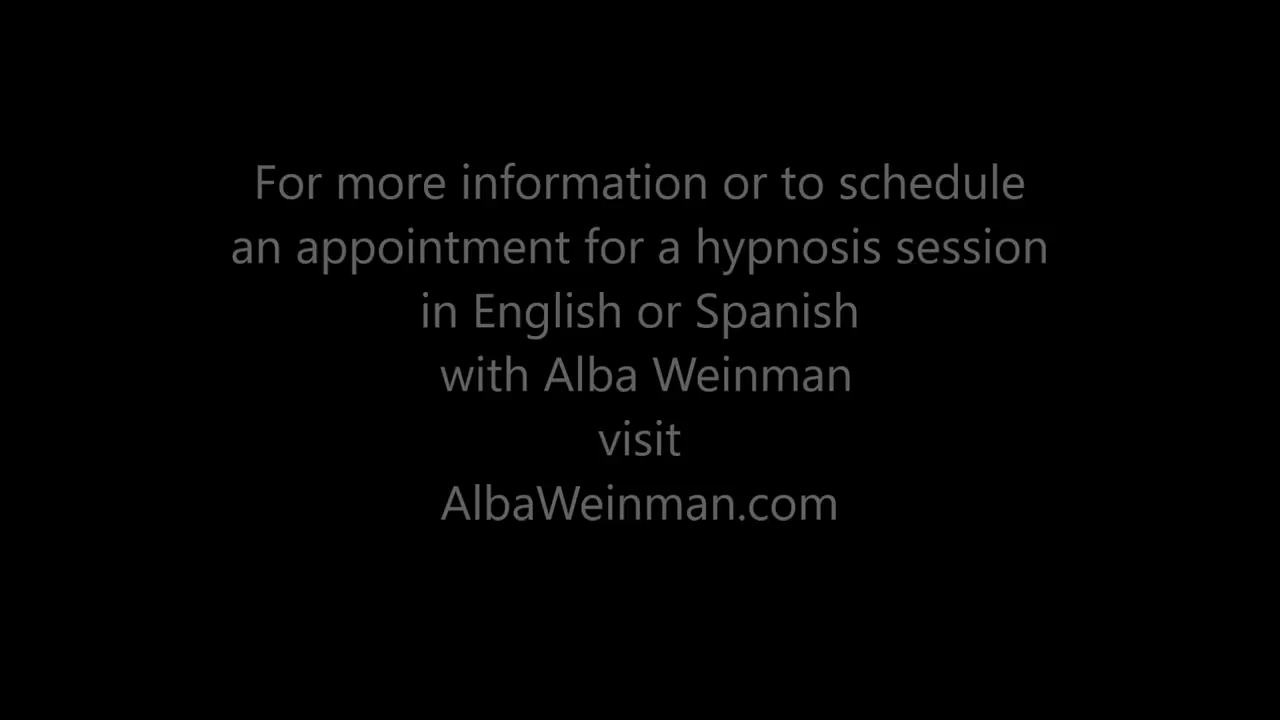 For more information or to schedule
an appointment for a hypnosis session
in English or Spanish
with Alba Weinman
visit
AlbaWeinman.com